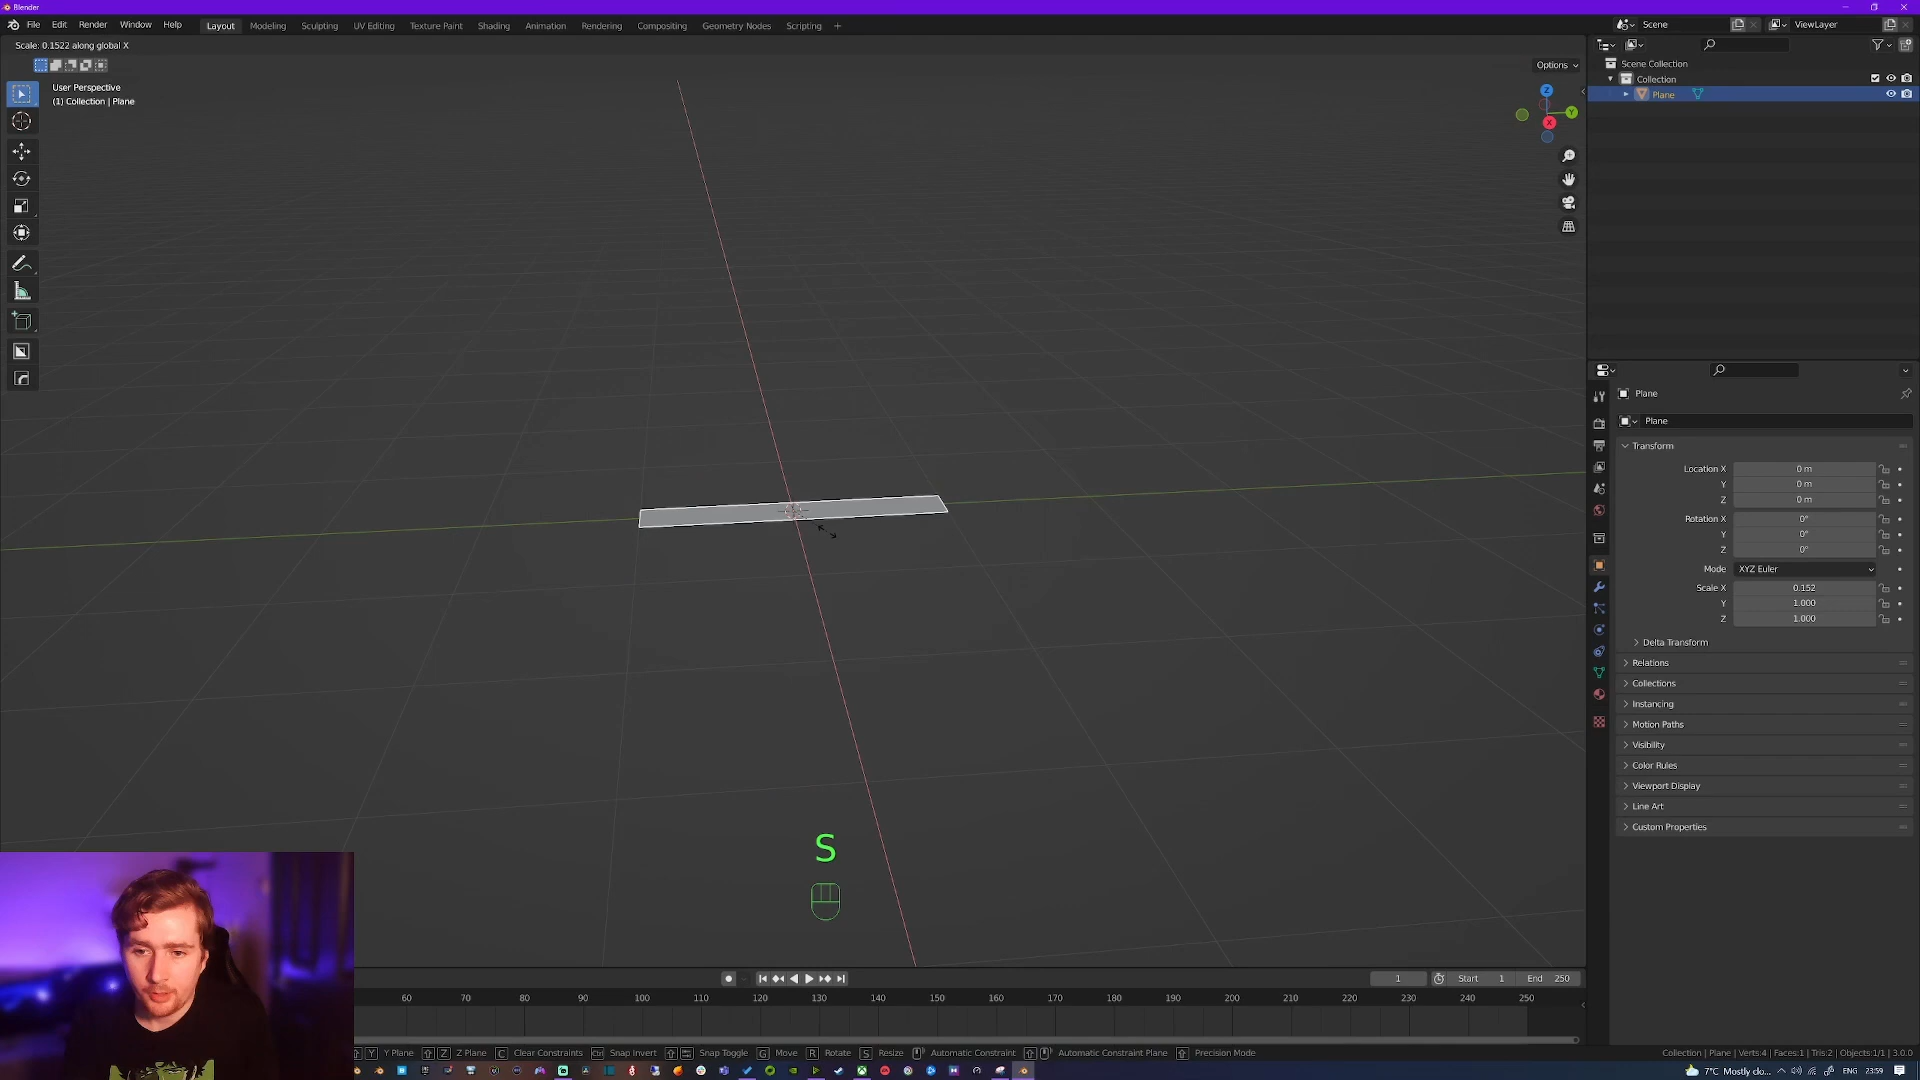 Blender
File Edit Render Window Help
Layout Modeling Sculpting UV Editing Texture Paint Shading Animation Rendering Compositing Geometry Nodes Scripting +
Scene
ViewLayer
Scale: 0.1522 along global X
Options
User Perspective
(1) Collection | Plane
Z
Y
X
Scene Collection
Collection
Plane
Plane
Plane
Transform
Location X 0 m
Y 0 m
Z 0 m
Rotation X 0°
Y 0°
Z 0°
Mode XYZ Euler
Scale X 0.152
Y 1.000
Z 1.000
Delta Transform
Relations
Collections
Instancing
Motion Paths
Visibility
Color Rules
Viewport Display
Line Art
Custom Properties
S
1 Start 1 End 250
60 70 80 90 100 110 120 130 140 150 160 170 180 190 200 210 220 230 240 250
Y Y Plane Z Z Plane C Clear Constraints Ctrl Snap Invert Snap Toggle G Move R Rotate S Resize Automatic Constraint Automatic Constraint Plane Precision Mode
Collection | Plane | Verts:4 | Faces:1 | Tris:2 | Objects:1/1 | 3.0.0
7°C Mostly clo... ENG 23:59